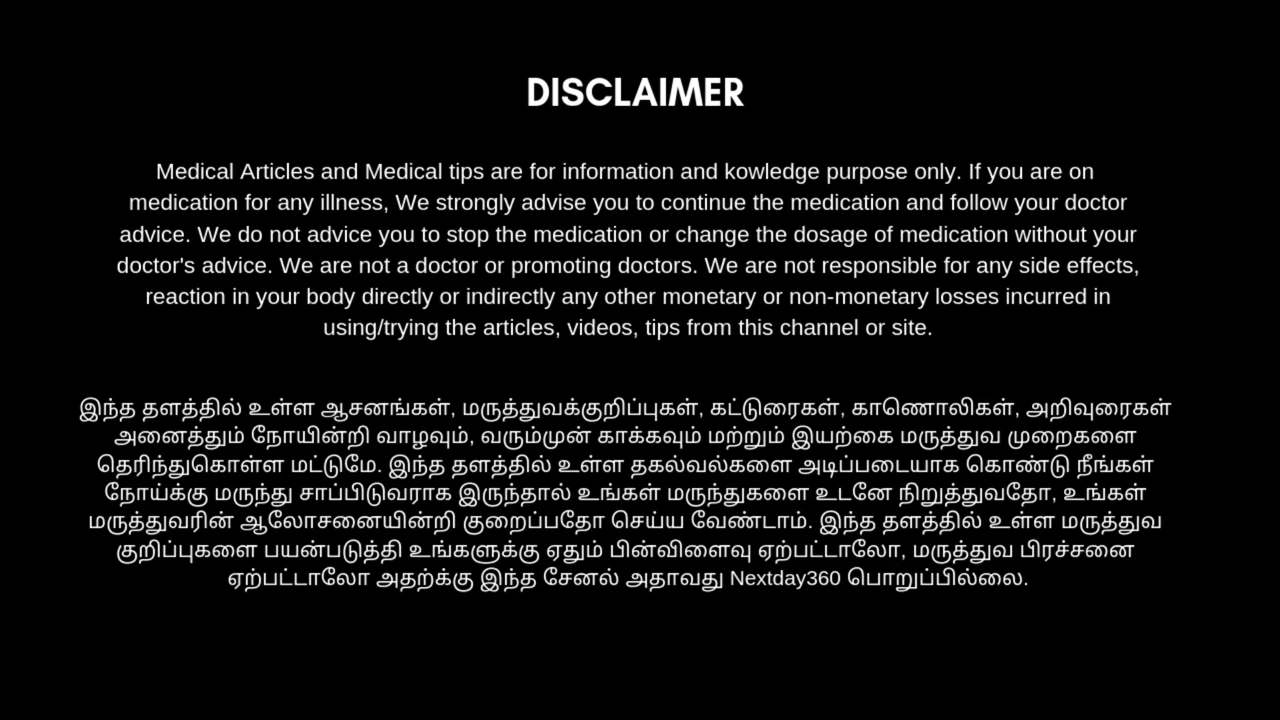 DISCLAIMER
Medical Articles and Medical tips are for information and kowledge purpose only. If you are on
medication for any illness, We strongly advise you to continue the medication and follow your doctor
advice. We do not advice you to stop the medication or change the dosage of medication without your
doctor's advice. We are not a doctor or promoting doctors. We are not responsible for any side effects,
reaction in your body directly or indirectly any other monetary or non-monetary losses incurred in
using/trying the articles, videos, tips from this channel or site.
இந்த தளத்தில் உள்ள ஆசனங்கள், மருத்துவக்குறிப்புகள், கட்டுரைகள், காணொலிகள், அறிவுரைகள்
அனைத்தும் நோயின்றி வாழவும், வரும்முன் காக்கவும் மற்றும் இயற்கை மருத்துவ முறைகளை
தெரிந்துகொள்ள மட்டுமே. இந்த தளத்தில் உள்ள தகல்வல்களை அடிப்படையாக கொண்டு நீங்கள்
நோய்க்கு மருந்து சாப்பிடுவராக இருந்தால் உங்கள் மருந்துகளை உடனே நிறுத்துவதோ, உங்கள்
மருத்துவரின் ஆலோசனையின்றி குறைப்பதோ செய்ய வேண்டாம். இந்த தளத்தில் உள்ள மருத்துவ
குறிப்புகளை பயன்படுத்தி உங்களுக்கு ஏதும் பின்விளைவு ஏற்பட்டாலோ, மருத்துவ பிரச்சனை
ஏற்பட்டாலோ அதற்க்கு இந்த சேனல் அதாவது Nextday360 பொறுப்பில்லை.